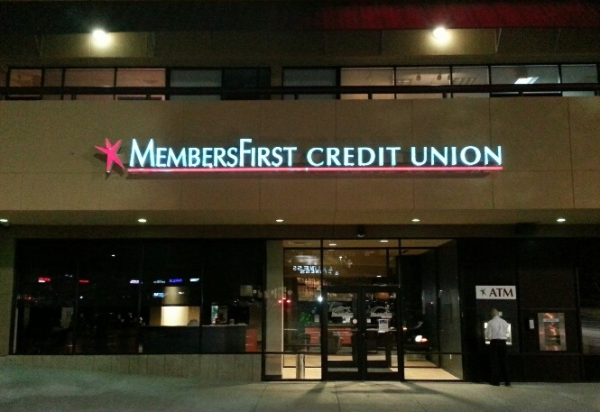 MEMBERSFIRST CREDIT UNION
ATM